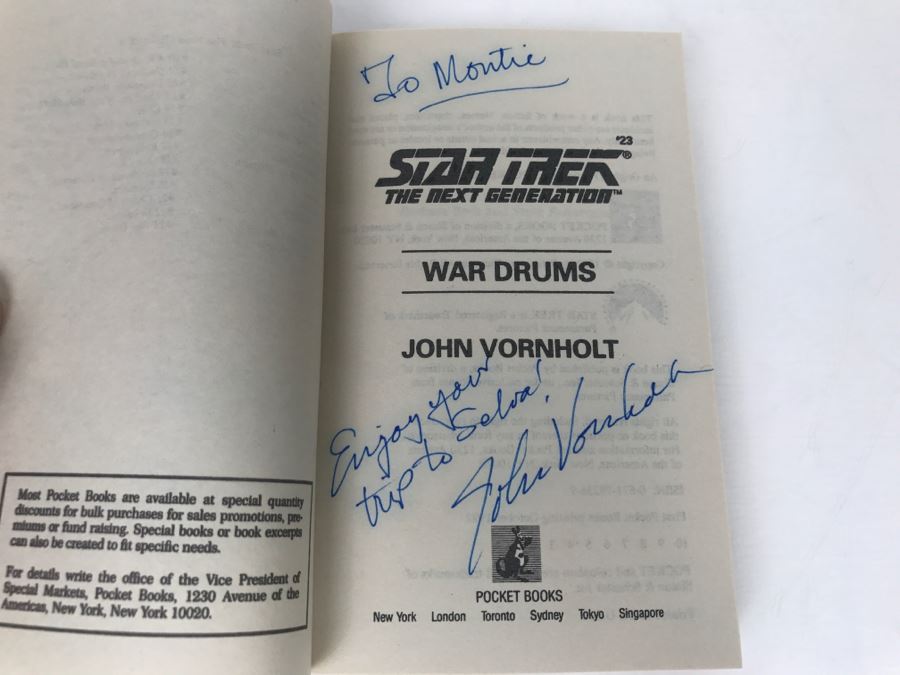 Most Pocket Books are available at special quantity
discounts for bulk purchases for sales promotions, pre-
miums or fund raising. Special books or book excerpts
can also be created to fit specific needs.
For details write the office of the Vice President of
Special Markets, Pocket Books, 1230 Avenue of the
Americas, New York, New York 10020.
To Montie
#23
STAR TREK®
THE NEXT GENERATION™
WAR DRUMS
JOHN VORNHOLT
Enjoy your
trip to Selva!
John Vornholt
POCKET BOOKS
New York London Toronto Sydney Tokyo Singapore